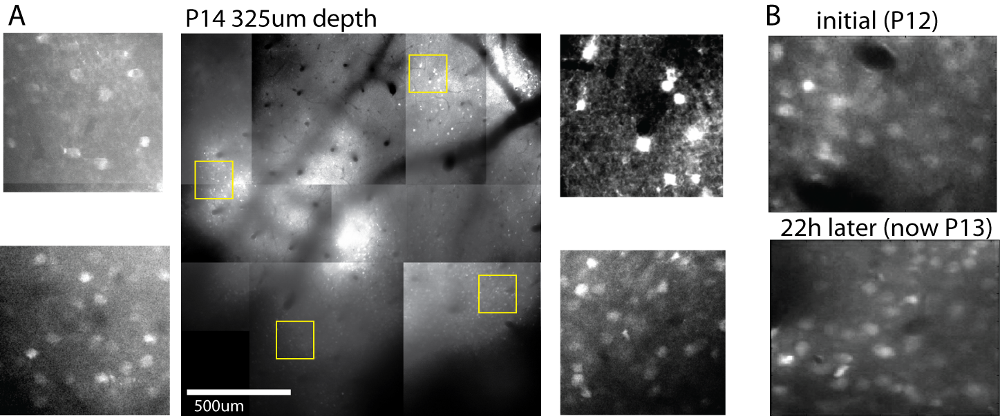 A
P14 325um depth
500um
B
initial (P12)
22h later (now P13)